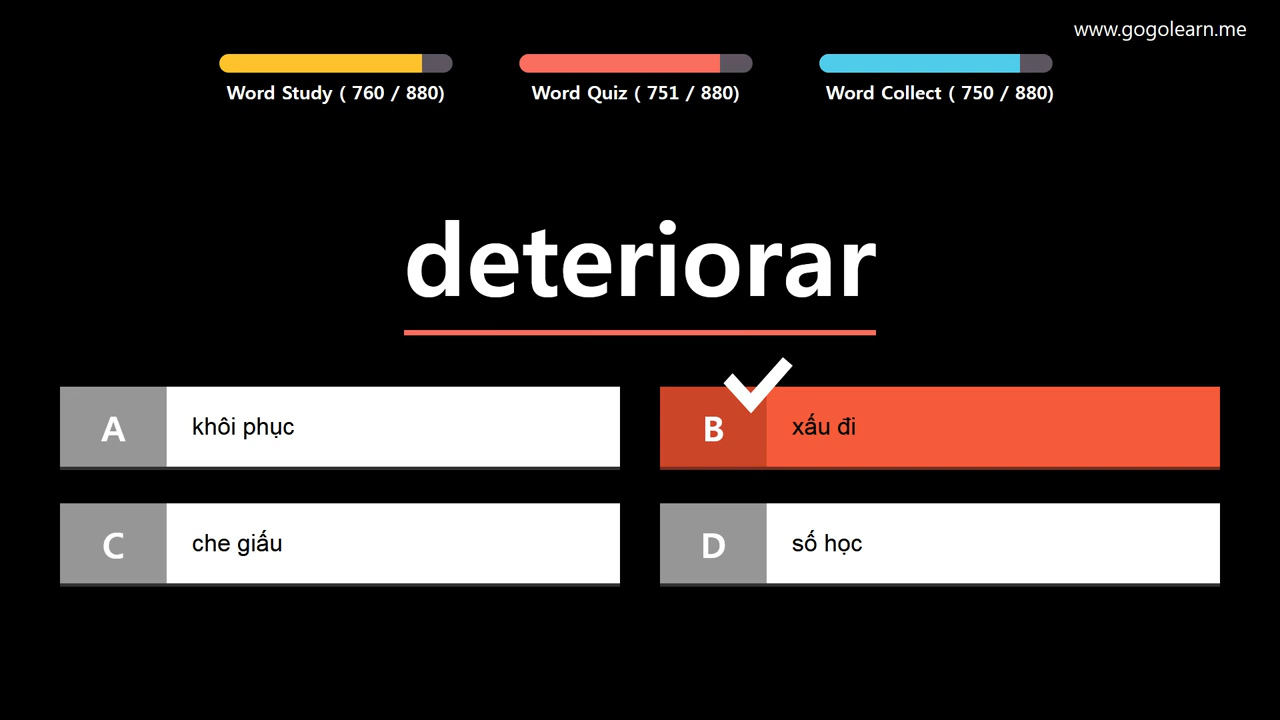 www.gogolearn.me
Word Study ( 760 / 880)
Word Quiz ( 751 / 880)
Word Collect ( 750 / 880)
deteriorar
A khôi phục
B xấu đi
C che giấu
D số học